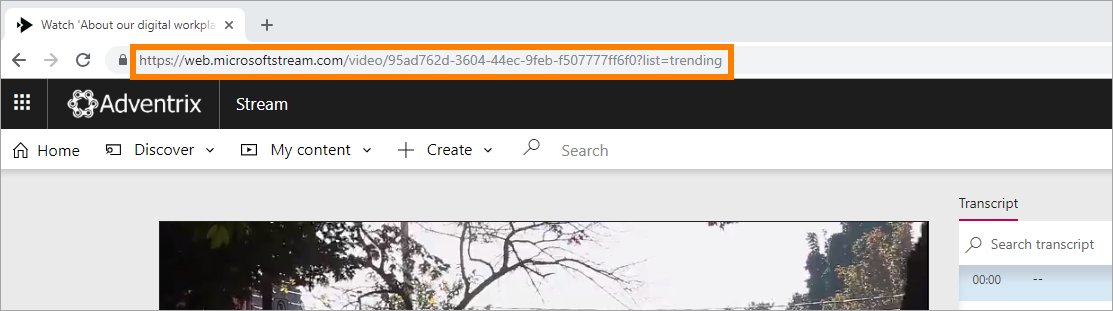 Watch 'About our digital workpla
https://web.microsoftstream.com/video/95ad762d-3604-44ec-9feb-f507777ff6f0?list=trending
Adventrix Stream
Home Discover My content Create Search
Transcript
Search transcript
00:00 --